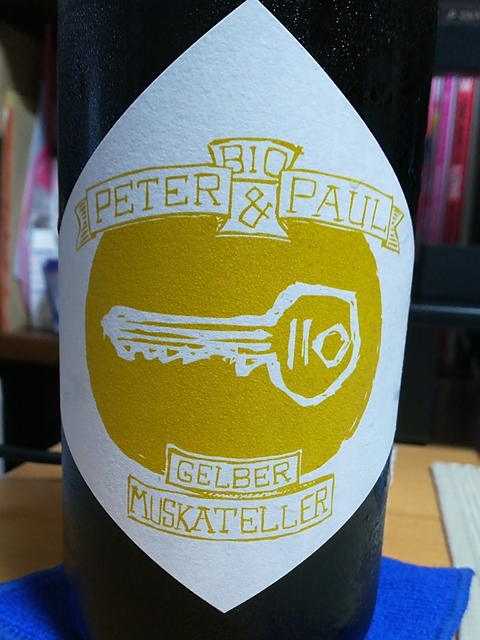 BIO
PETER & PAUL
GELBER
MUSKATELLER